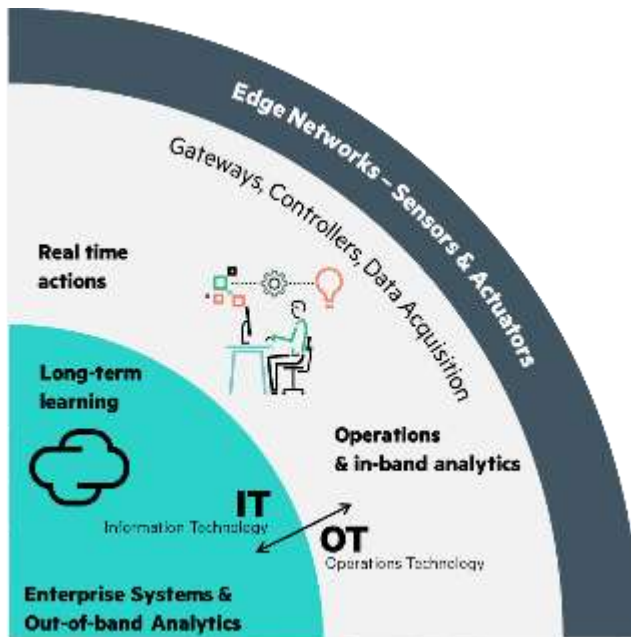 Edge Networks – Sensors & Actuators
Gateways, Controllers, Data Acquisition
Real time
actions
Long-term
learning
Operations
& in-band analytics
IT
Information Technology
OT
Operations Technology
Enterprise Systems &
Out-of-band Analytics